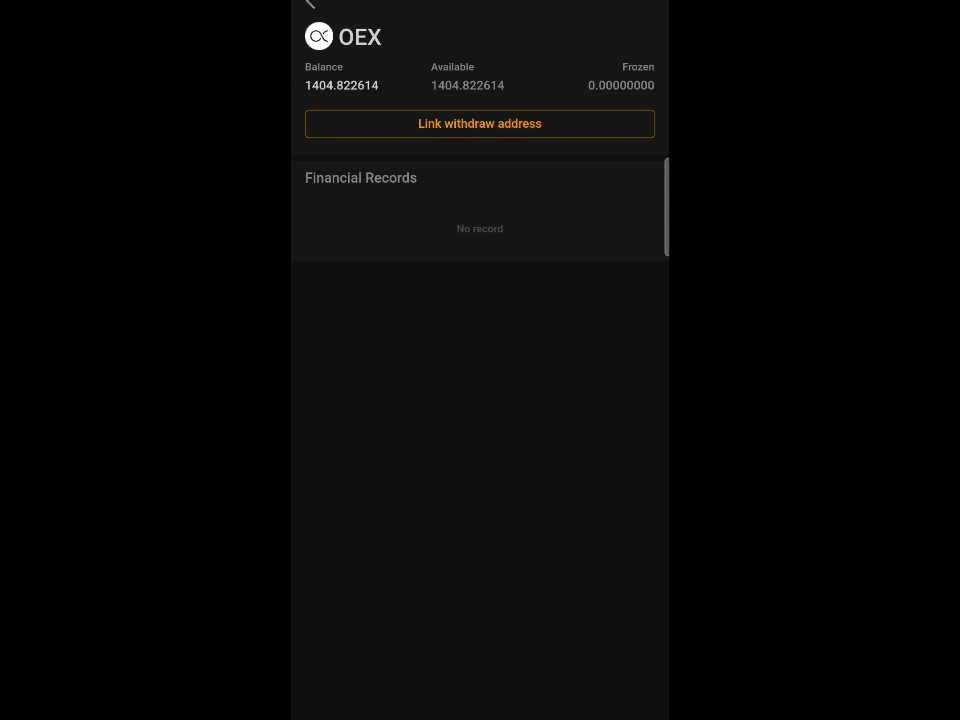 OEX
Balance Available Frozen
1404.822614 1404.822614 0.00000000
Link withdraw address
Financial Records
No record